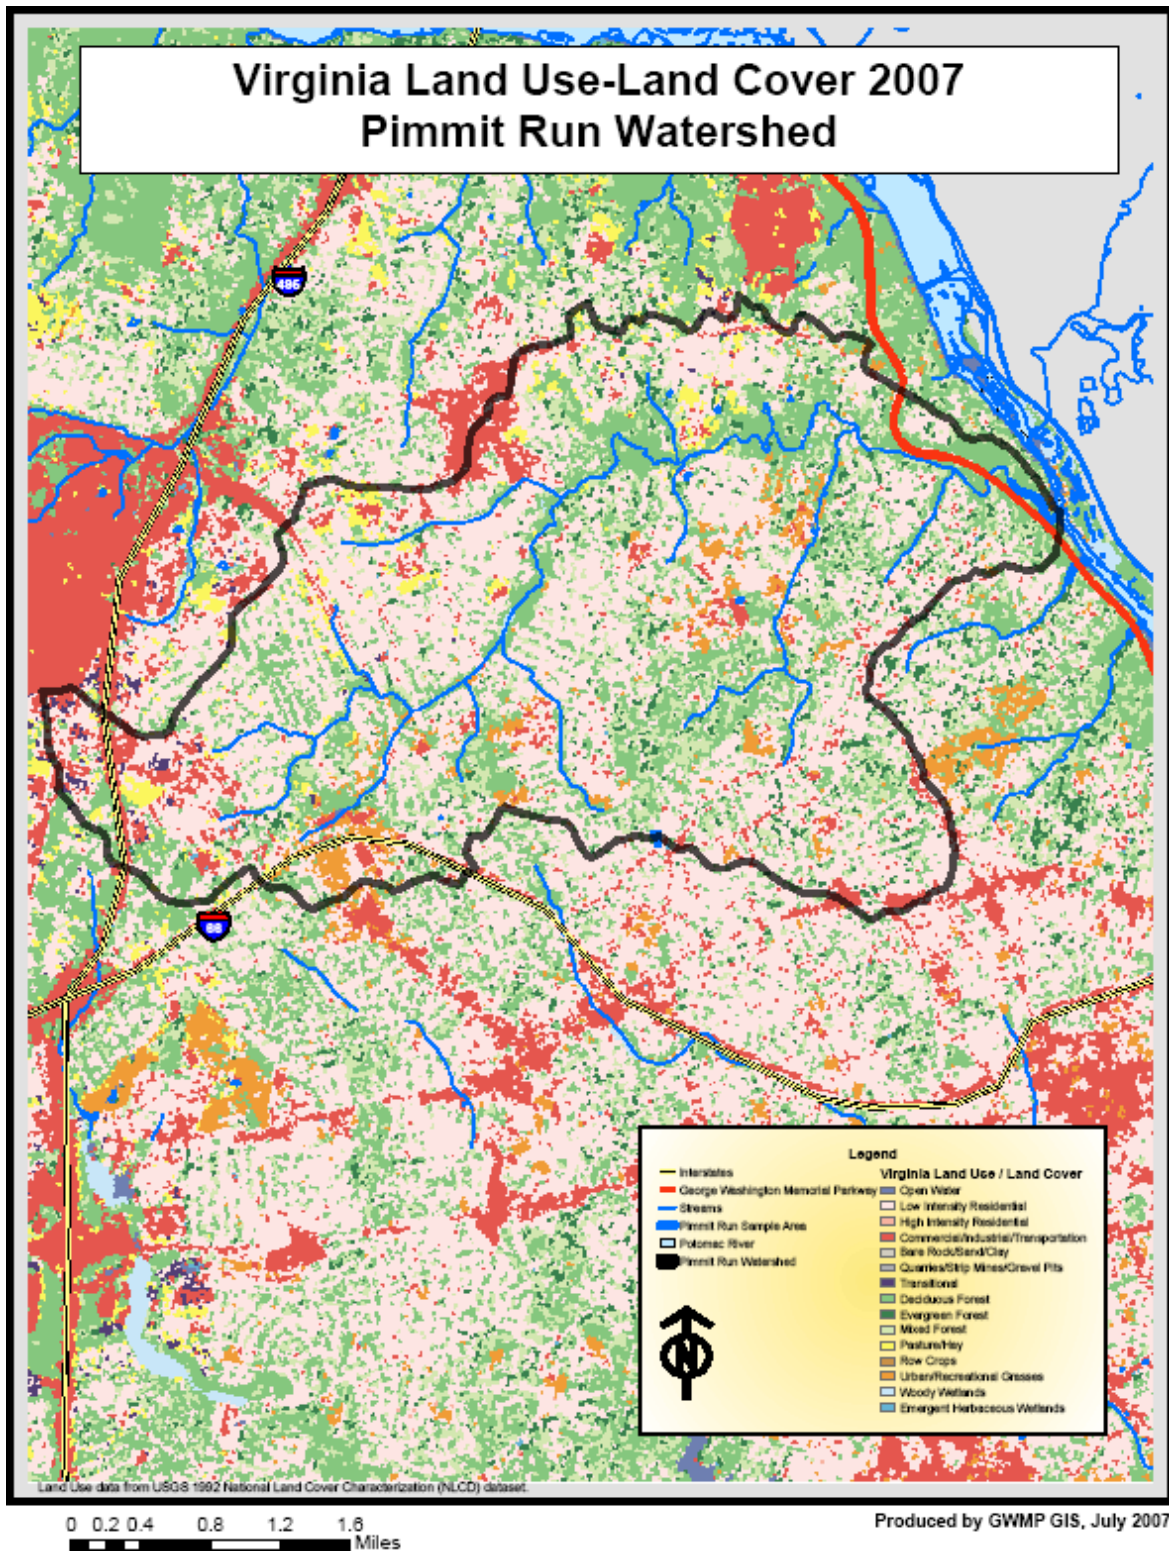 Virginia Land Use-Land Cover 2007
Pimmit Run Watershed
495
66
Legend
Interstates
George Washington Memorial Parkway
Streams
Pimmit Run Sample Area
Potomac River
Pimmit Run Watershed
Virginia Land Use / Land Cover
Open Water
Low Intensity Residential
High Intensity Residential
Commercial/Industrial/Transportation
Bare Rock/Sand/Clay
Quarries/Strip Mines/Gravel Pits
Transitional
Deciduous Forest
Evergreen Forest
Mixed Forest
Pasture/Hay
Row Crops
Urban/Recreational Grasses
Woody Wetlands
Emergent Herbaceous Wetlands
N
Land Use data from USGS 1992 National Land Cover Characterization (NLCD) dataset.
0 0.2 0.4 0.8 1.2 1.6
Miles
Produced by GWMP GIS, July 2007